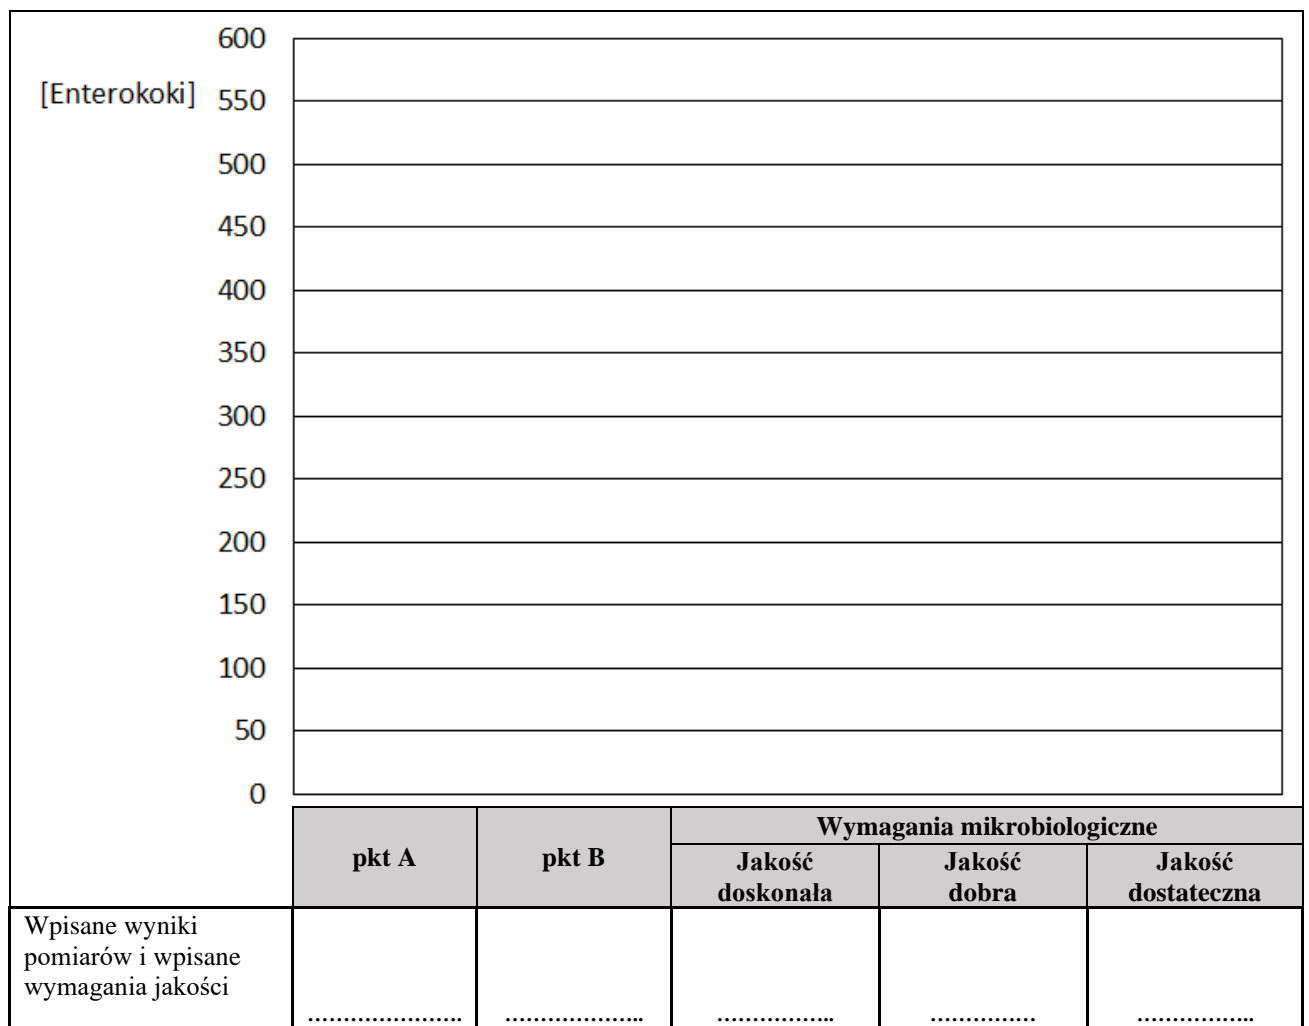 600
[Enterokoki] 550
500
450
400
350
300
250
200
150
100
50
0
pkt A
pkt B
Wymagania mikrobiologiczne
Jakość
doskonała
Jakość
dobra
Jakość
dostateczna
Wpisane wyniki
pomiarów i wpisane
wymagania jakości
…………………. ……………….. …………….. …………… ……………..